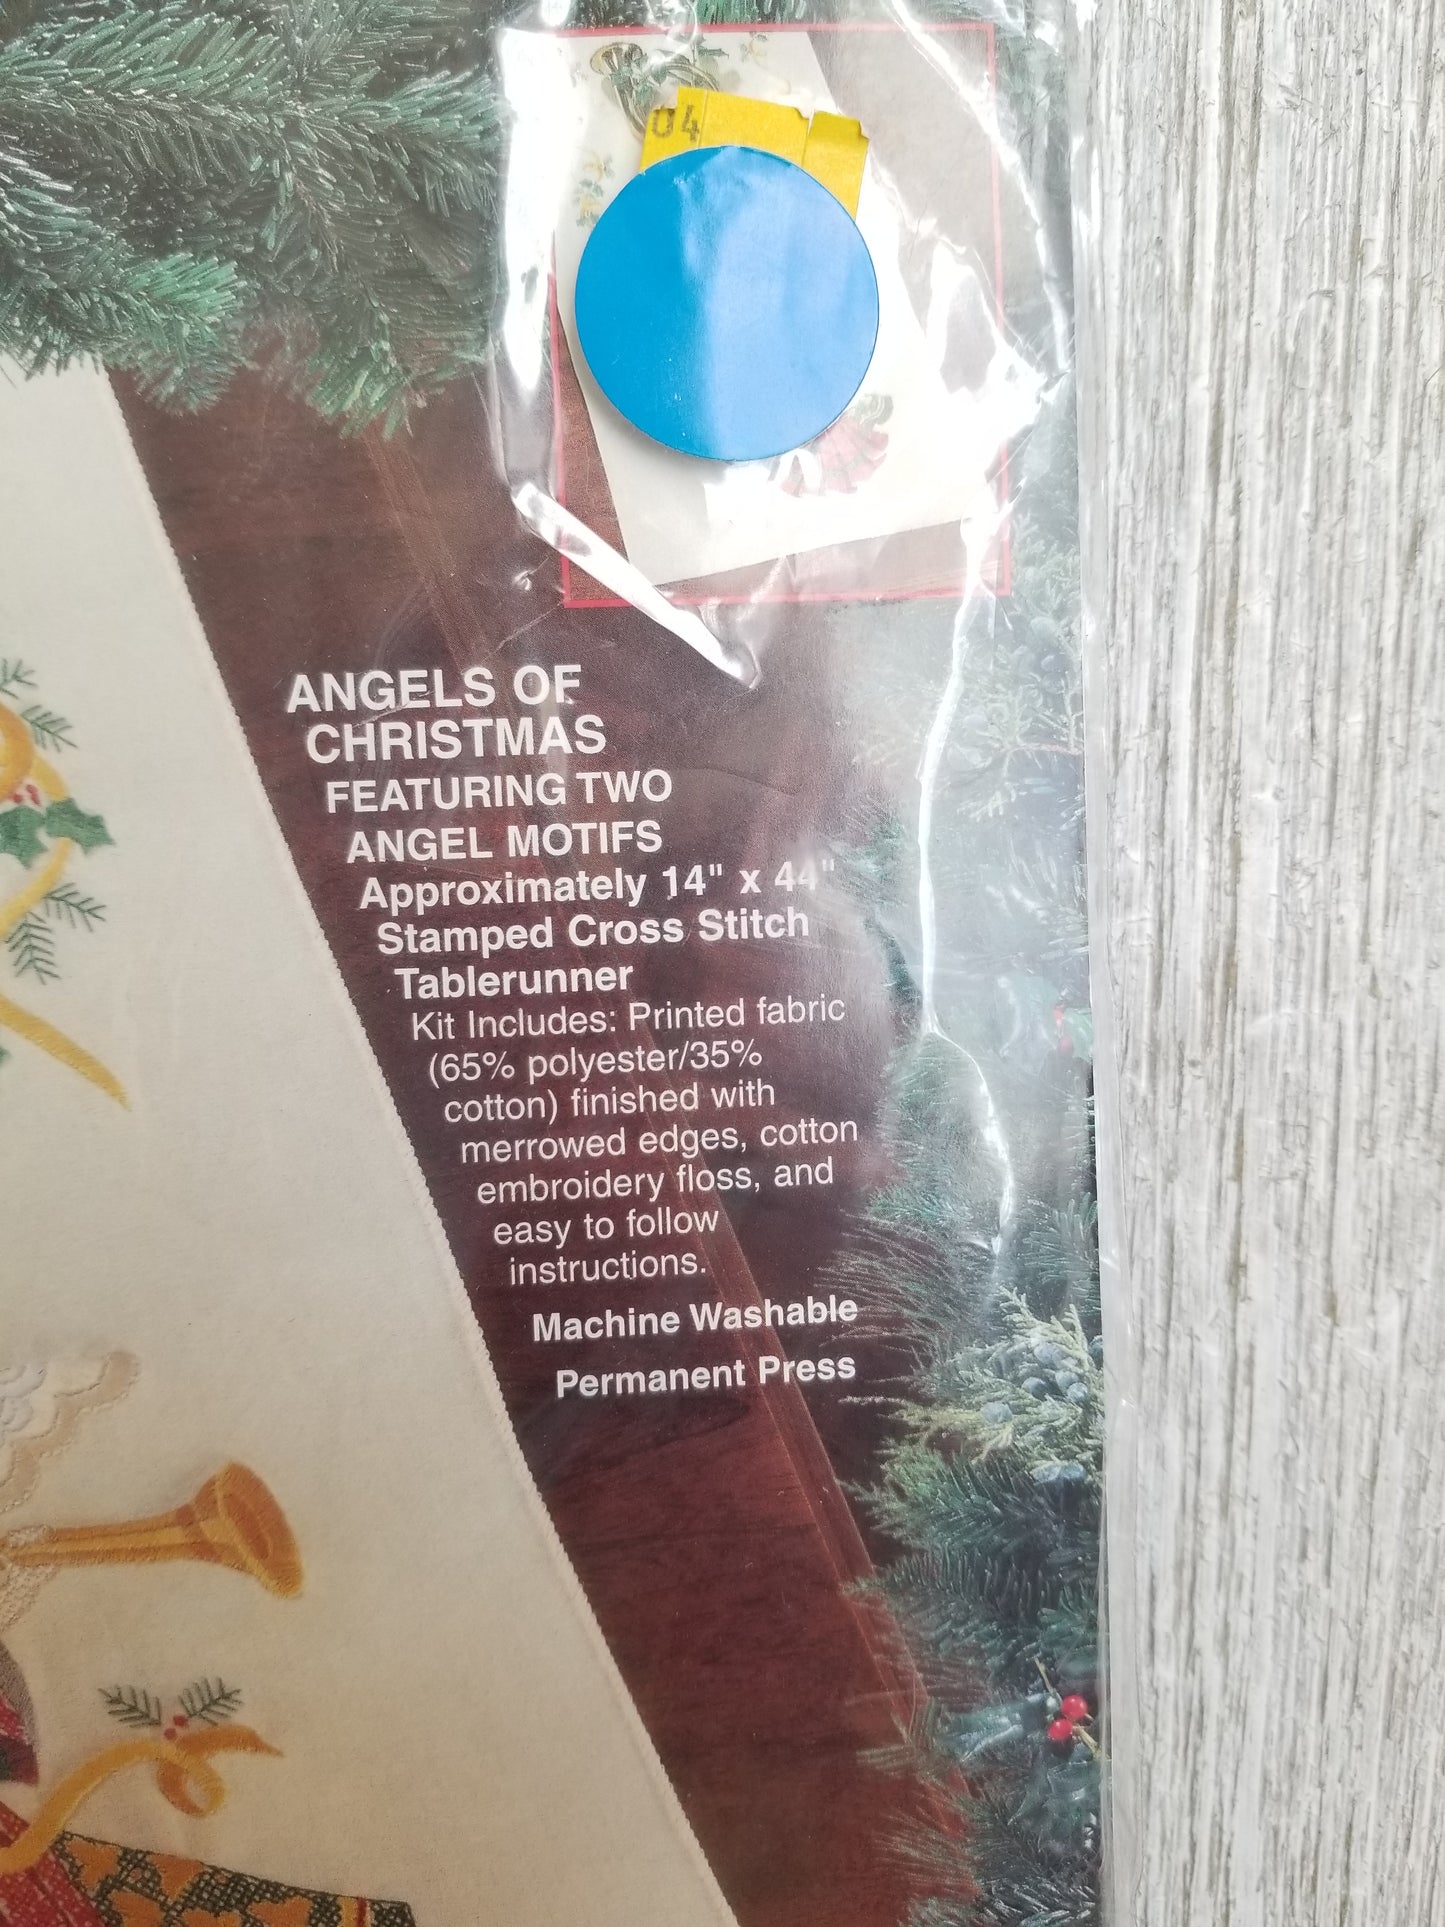 04
ANGELS OF
CHRISTMAS
FEATURING TWO
ANGEL MOTIFS
Approximately 14" x 44"
Stamped Cross Stitch
Tablerunner
Kit Includes: Printed fabric
(65% polyester/35%
cotton) finished with
merrowed edges, cotton
embroidery floss, and
easy to follow
instructions.
Machine Washable
Permanent Press